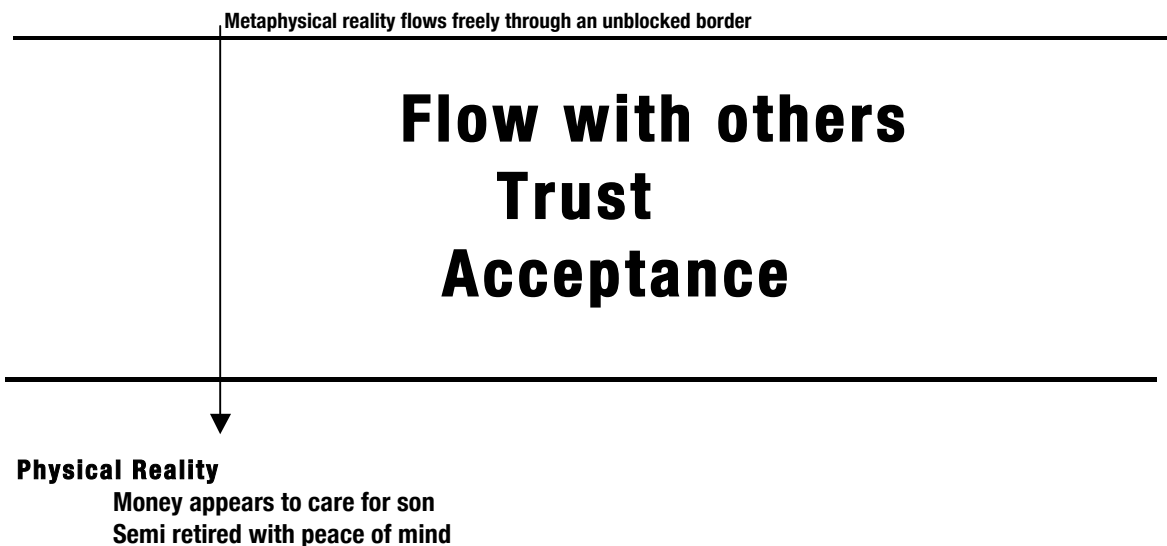 Metaphysical reality flows freely through an unblocked border
Flow with others
Trust
Acceptance
Physical Reality
Money appears to care for son
Semi retired with peace of mind